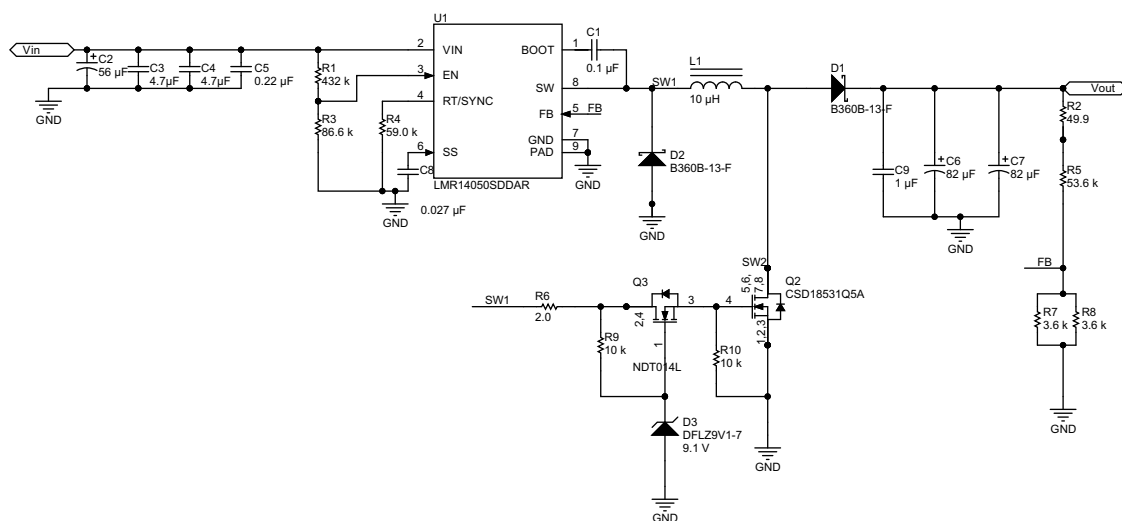 U1
Vin
C2
56 µF
C3
4.7µF
C4
4.7µF
C5
0.22 µF
R1
432 k
R3
86.6 k
R4
59.0 k
C8
0.027 µF
GND
GND
2
3
4
6
VIN
EN
RT/SYNC
SS
BOOT
SW
FB
GND
PAD
1
8
5
7
9
LMR14050SDDAR
C1
0.1 µF
FB
GND
SW1
L1
10 µH
D2
B360B-13-F
GND
D1
B360B-13-F
C9
1 µF
C6
82 µF
C7
82 µF
GND
Vout
R2
49.9
R5
53.6 k
FB
R7
3.6 k
R8
3.6 k
GND
SW1
R6
2.0
R9
10 k
Q3
2,4
3
1
NDT014L
R10
10 k
4
SW2
5,6,
7,8
1,2,3
Q2
CSD18531Q5A
D3
DFLZ9V1-7
9.1 V
GND
GND